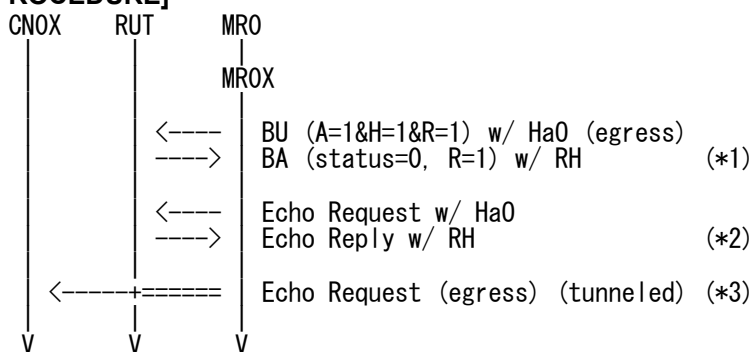 ROCEDURE]
CNOX RUT MRO
MROX
<---- BU (A=1&H=1&R=1) w/ HaO (egress)
----> BA (status=0, R=1) w/ RH (*1)
<---- Echo Request w/ HaO
----> Echo Reply w/ RH (*2)
<-----+====== Echo Request (egress) (tunneled) (*3)
V V V